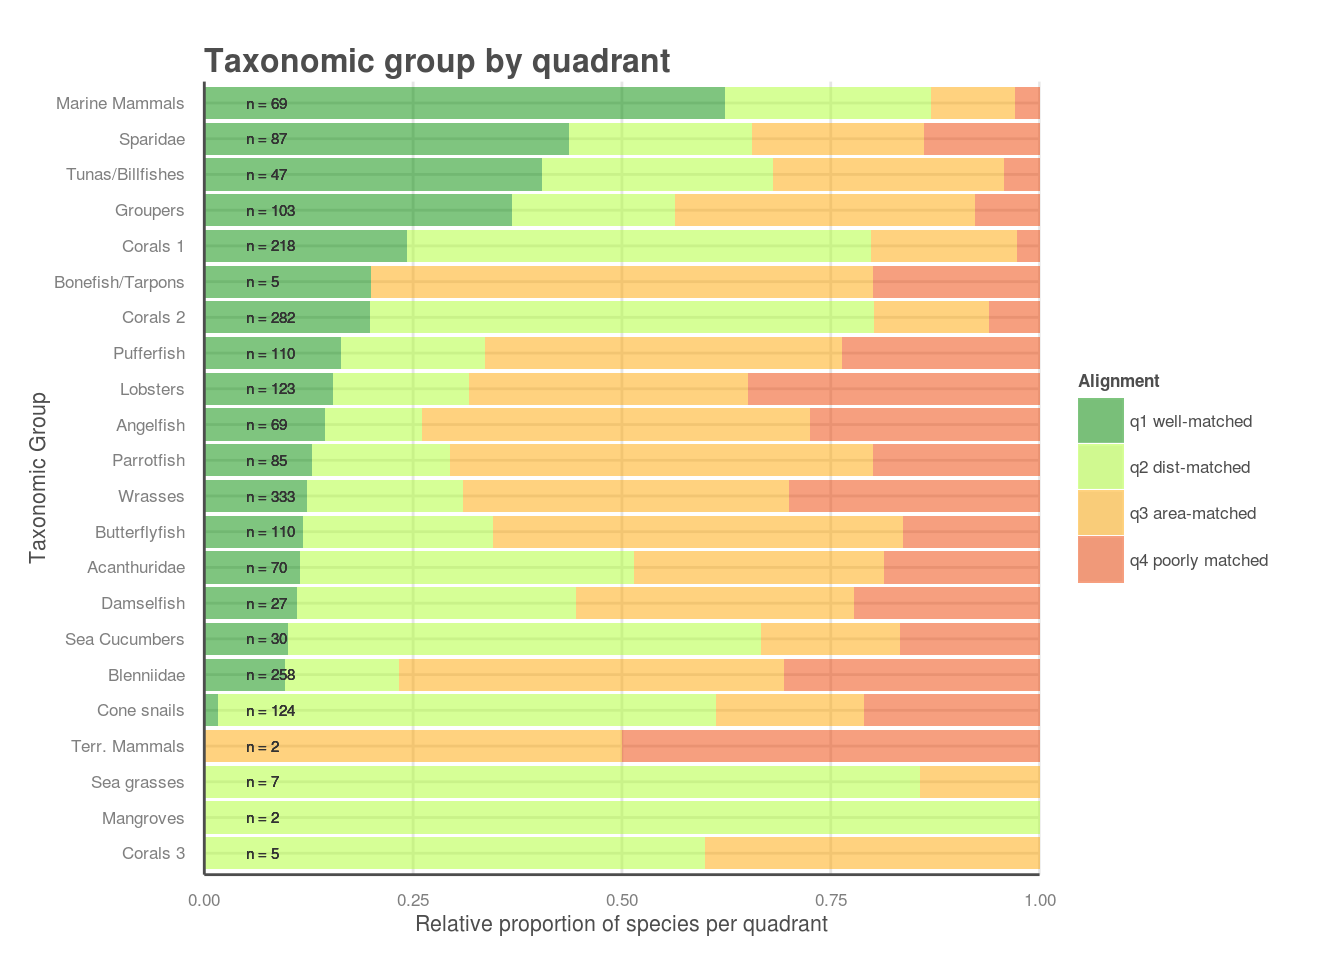 Taxonomic group by quadrant
Taxonomic Group
Marine Mammals n = 69
Sparidae n = 87
Tunas/Billfishes n = 47
Groupers n = 103
Corals 1 n = 218
Bonefish/Tarpons n = 5
Corals 2 n = 282
Pufferfish n = 110
Lobsters n = 123
Angelfish n = 69
Parrotfish n = 85
Wrasses n = 333
Butterflyfish n = 110
Acanthuridae n = 70
Damselfish n = 27
Sea Cucumbers n = 30
Blenniidae n = 258
Cone snails n = 124
Terr. Mammals n = 2
Sea grasses n = 7
Mangroves n = 2
Corals 3 n = 5
0.00 0.25 0.50 0.75 1.00
Relative proportion of species per quadrant
Alignment
q1 well-matched
q2 dist-matched
q3 area-matched
q4 poorly matched